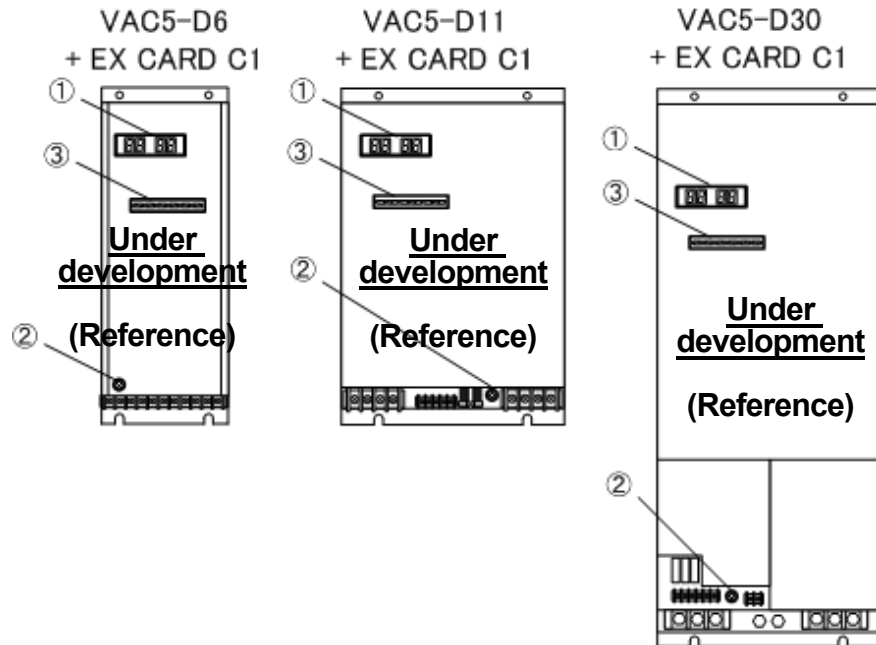 VAC5-D6
+ EX CARD C1
①
③
Under
development
(Reference)
②
VAC5-D11
+ EX CARD C1
①
③
②
Under
development
(Reference)
VAC5-D30
+ EX CARD C1
①
③
Under
development
(Reference)
②